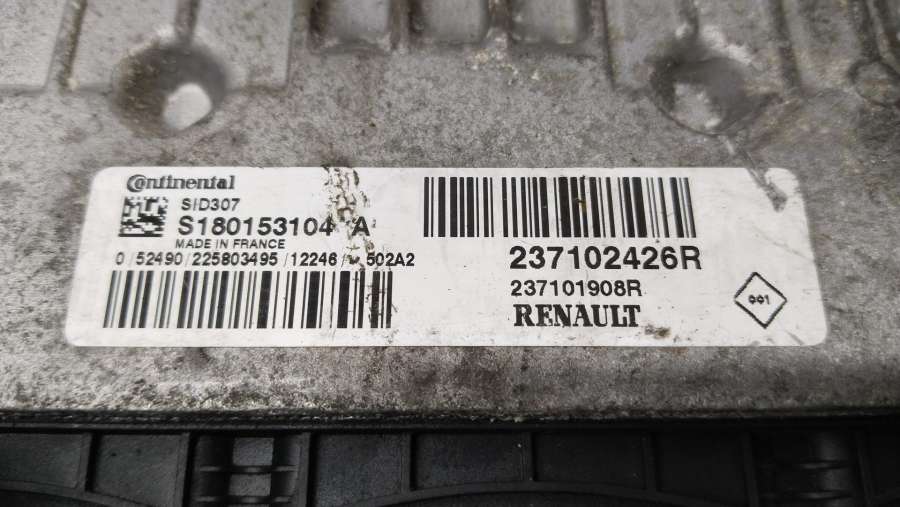 Continental
SID307
S180153104 A
MADE IN FRANCE
0/52490/225803495/12246/ 502A2
237102426R
237101908R
RENAULT
001